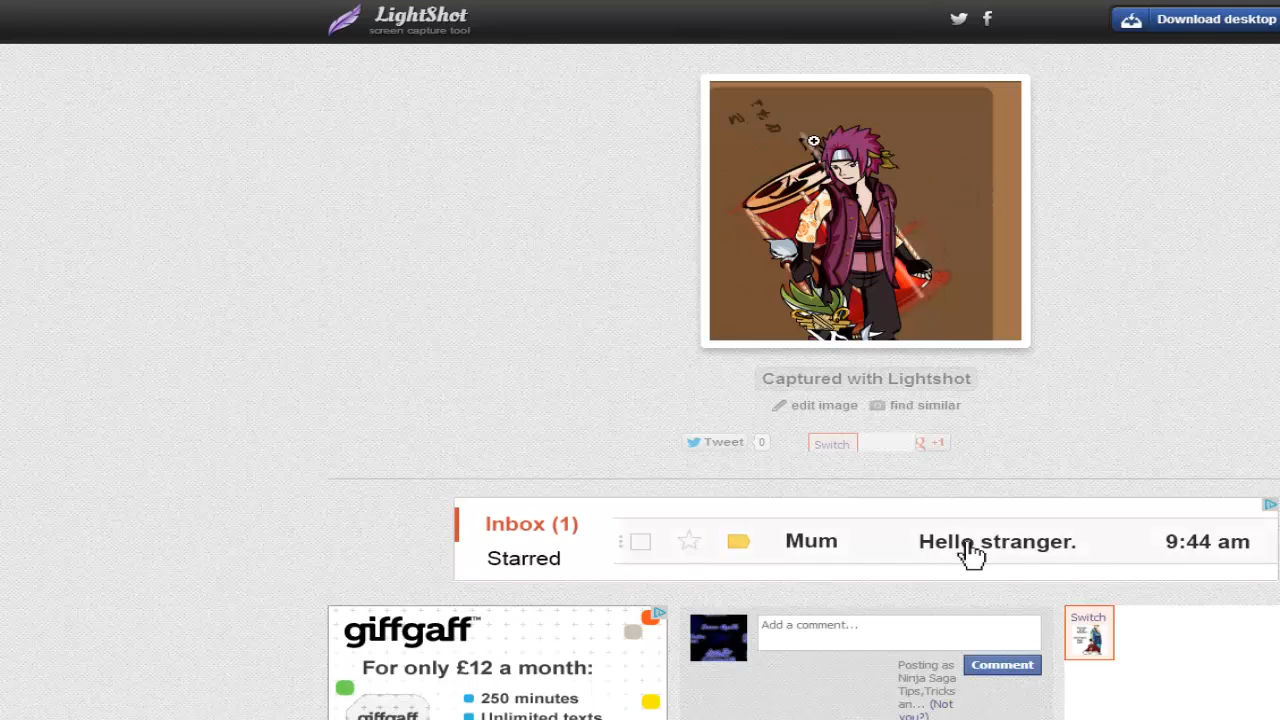 LightShot
screen capture tool
Download desktop
Captured with Lightshot
edit image find similar
Tweet 0 Switch +1
Inbox (1)
Mum Hello stranger. 9:44 am
Starred
giffgaff™
For only £12 a month:
250 minutes
Unlimited texts
giffgaff
Add a comment...
Posting as
Ninja Saga
Tips,Tricks
an... (Not
you?)
Comment
Switch